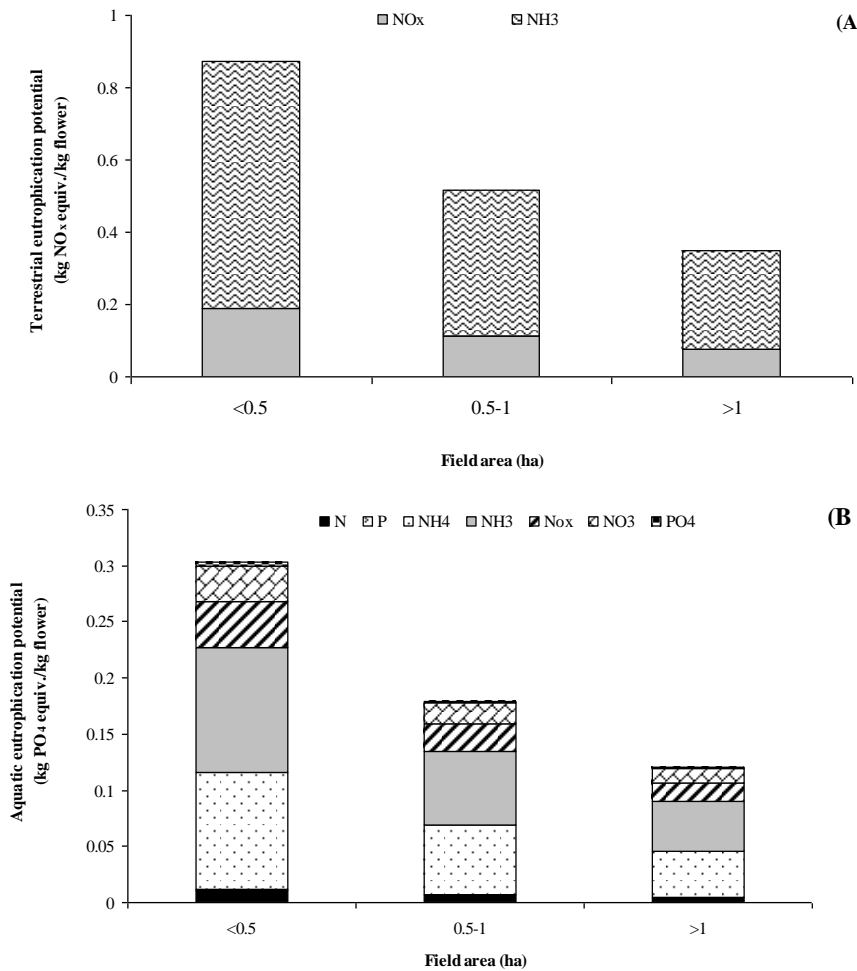 NOx NH3 (A
1
0.8
0.6
0.4
0.2
0
Terrestrial eutrophication potential
(kg NOx equiv./kg flower)
<0.5 0.5-1 >1
Field area (ha)
N P NH4 NH3 Nox NO3 PO4 (B
0.35
0.3
0.25
0.2
0.15
0.1
0.05
0
Aquatic eutrophication potential
(kg PO4 equiv./kg flower)
<0.5 0.5-1 >1
Field area (ha)